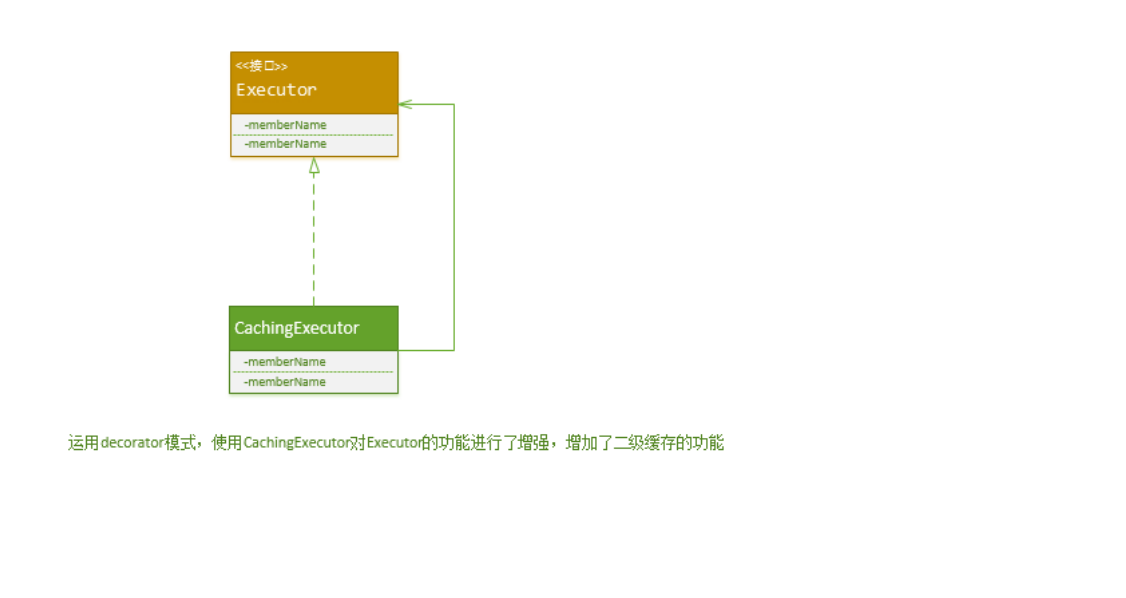 <<接口>>
Executor
-memberName
-memberName
CachingExecutor
-memberName
-memberName
运用decorator模式，使用CachingExecutor对Executor的功能进行了增强，增加了二级缓存的功能